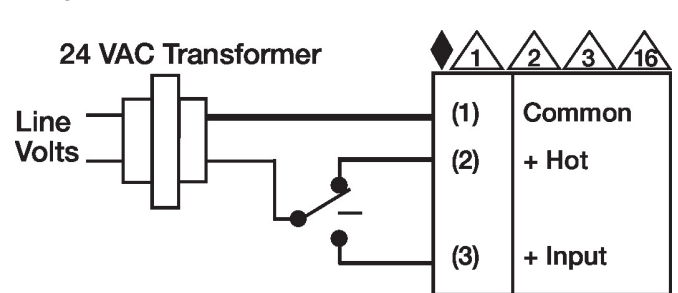 24 VAC Transformer
1 2 3 16
Line
Volts
(1) Common
(2) + Hot
(3) + Input